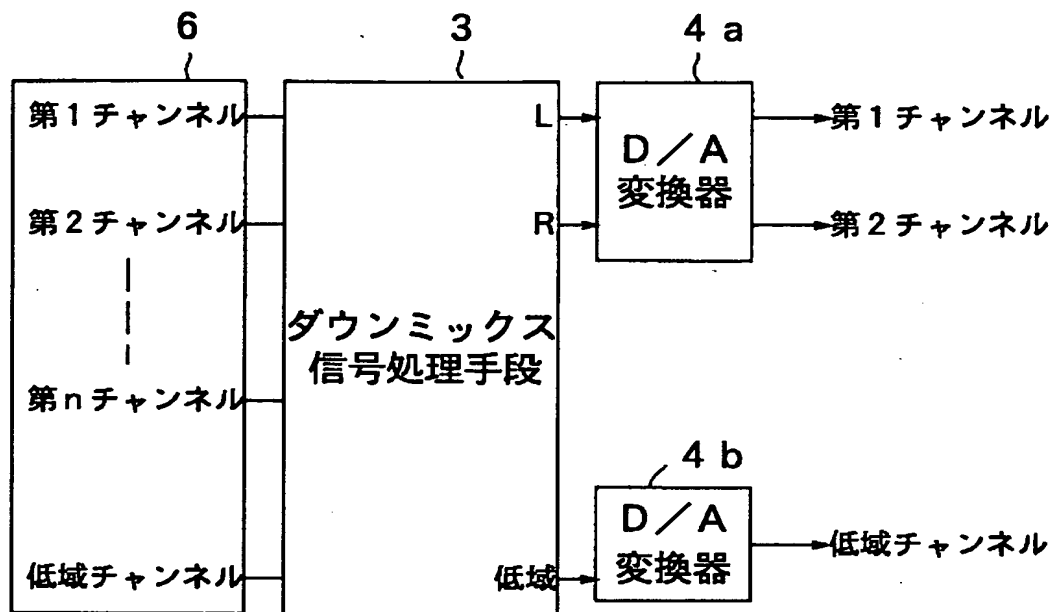 6
第1チャンネル
第2チャンネル
第nチャンネル
低域チャンネル
3
ダウンミックス
信号処理手段
L
R
低域
4a
D/A
変換器
第1チャンネル
第2チャンネル
4b
D/A
変換器
低域チャンネル